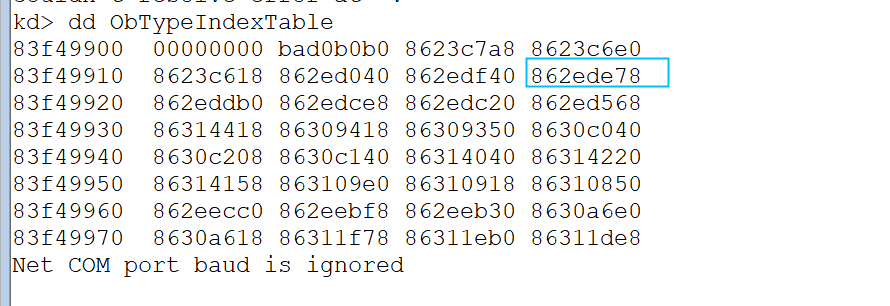 kd> dd ObTypeIndexTable
83f49900  00000000 bad0b0b0 8623c7a8 8623c6e0
83f49910  8623c618 862ed040 862edf40 862ede78
83f49920  862eddb0 862edce8 862edc20 862ed568
83f49930  86314418 86309418 86309350 8630c040
83f49940  8630c208 8630c140 86314040 86314220
83f49950  86314158 863109e0 86310918 86310850
83f49960  862eecc0 862eebf8 862eeb30 8630a6e0
83f49970  8630a618 86311f78 86311eb0 86311de8
Net COM port baud is ignored